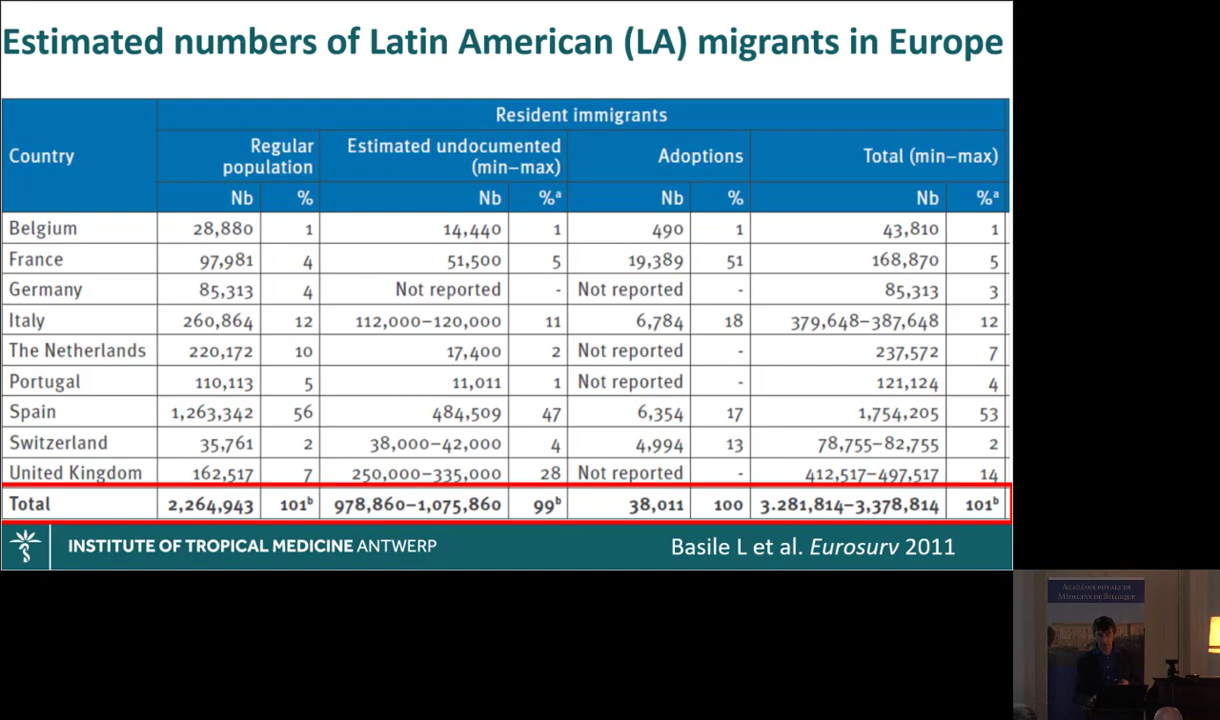 Estimated numbers of Latin American (LA) migrants in Europe
Country Resident immigrants
Regular population Estimated undocumented (min–max) Adoptions Total (min–max)
Nb % Nb %ª Nb % Nb %ª
Belgium 28,880 1 14,440 1 490 1 43,810 1
France 97,981 4 51,500 5 19,389 51 168,870 5
Germany 85,313 4 Not reported - Not reported - 85,313 3
Italy 260,864 12 112,000–120,000 11 6,784 18 379,648–387,648 12
The Netherlands 220,172 10 17,400 2 Not reported - 237,572 7
Portugal 110,113 5 11,011 1 Not reported - 121,124 4
Spain 1,263,342 56 484,509 47 6,354 17 1,754,205 53
Switzerland 35,761 2 38,000–42,000 4 4,994 13 78,755–82,755 2
United Kingdom 162,517 7 250,000–335,000 28 Not reported - 412,517–497,517 14
Total 2,264,943 101ᵇ 978,860–1,075,860 99ᵇ 38,011 100 3.281,814–3,378,814 101ᵇ
INSTITUTE OF TROPICAL MEDICINE ANTWERP
Basile L et al. Eurosurv 2011
Académie royale de
Médecine de Belgique